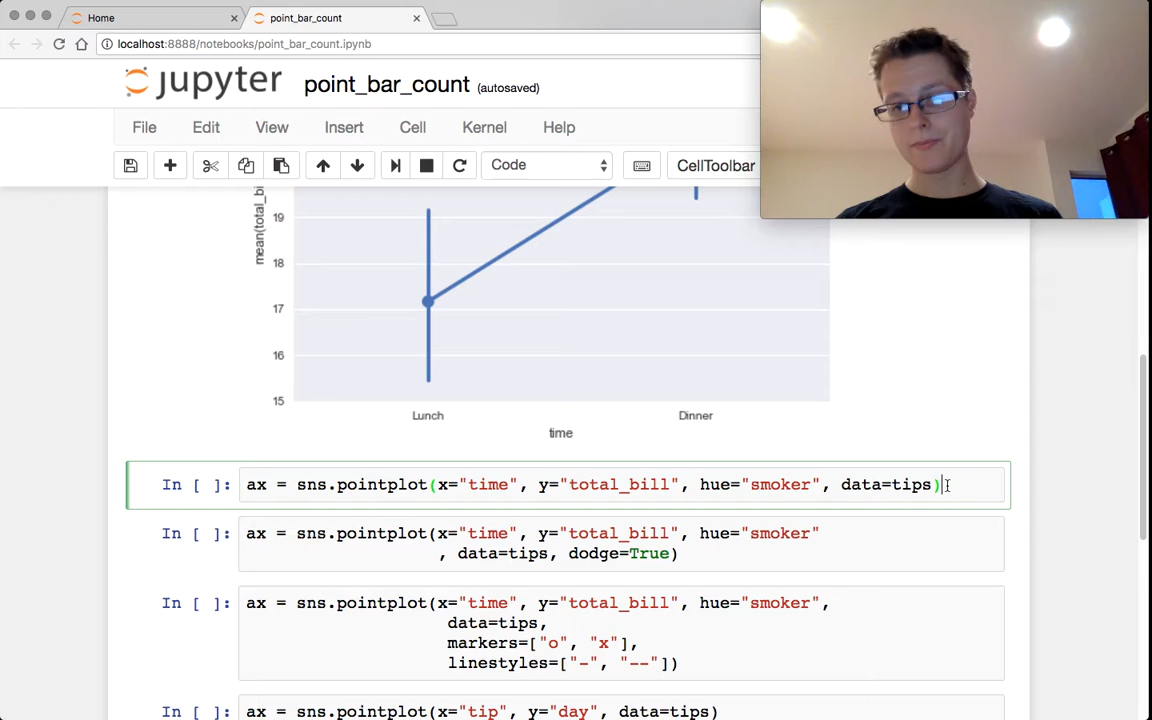 Home
point_bar_count
localhost:8888/notebooks/point_bar_count.ipynb
jupyter point_bar_count (autosaved)
File Edit View Insert Cell Kernel Help
Code CellToolbar
mean(total_bi
19
18
17
16
15
Lunch Dinner
time
In [ ]: ax = sns.pointplot(x="time", y="total_bill", hue="smoker", data=tips)
In [ ]: ax = sns.pointplot(x="time", y="total_bill", hue="smoker"
, data=tips, dodge=True)
In [ ]: ax = sns.pointplot(x="time", y="total_bill", hue="smoker",
data=tips,
markers=["o", "x"],
linestyles=["-", "--"])
In [ ]: ax = sns.pointplot(x="tip", y="day", data=tips)